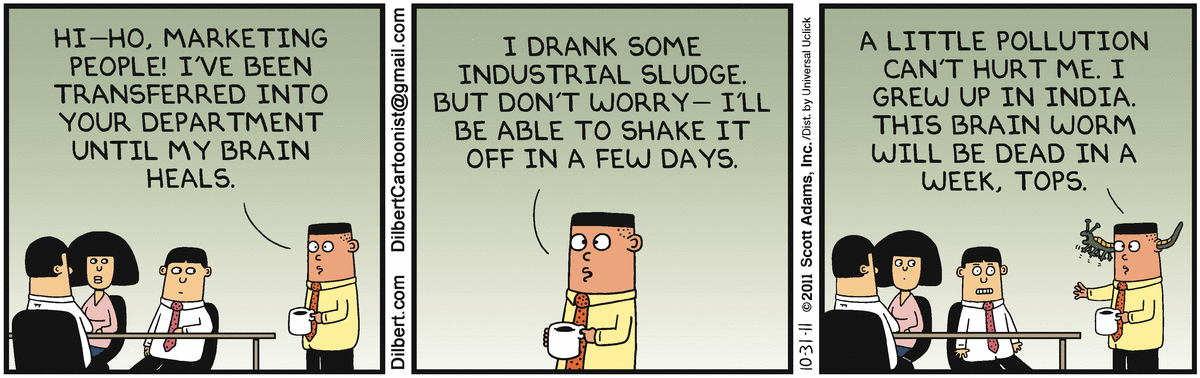 HI-HO, MARKETING
PEOPLE! I'VE BEEN
TRANSFERRED INTO
YOUR DEPARTMENT
UNTIL MY BRAIN
HEALS.
Dilbert.com DilbertCartoonist@gmail.com
I DRANK SOME
INDUSTRIAL SLUDGE.
BUT DON'T WORRY— I'LL
BE ABLE TO SHAKE IT
OFF IN A FEW DAYS.
10-31-11 ©2011 Scott Adams, Inc./Dist. by Universal Uclick
A LITTLE POLLUTION
CAN'T HURT ME. I
GREW UP IN INDIA.
THIS BRAIN WORM
WILL BE DEAD IN A
WEEK, TOPS.